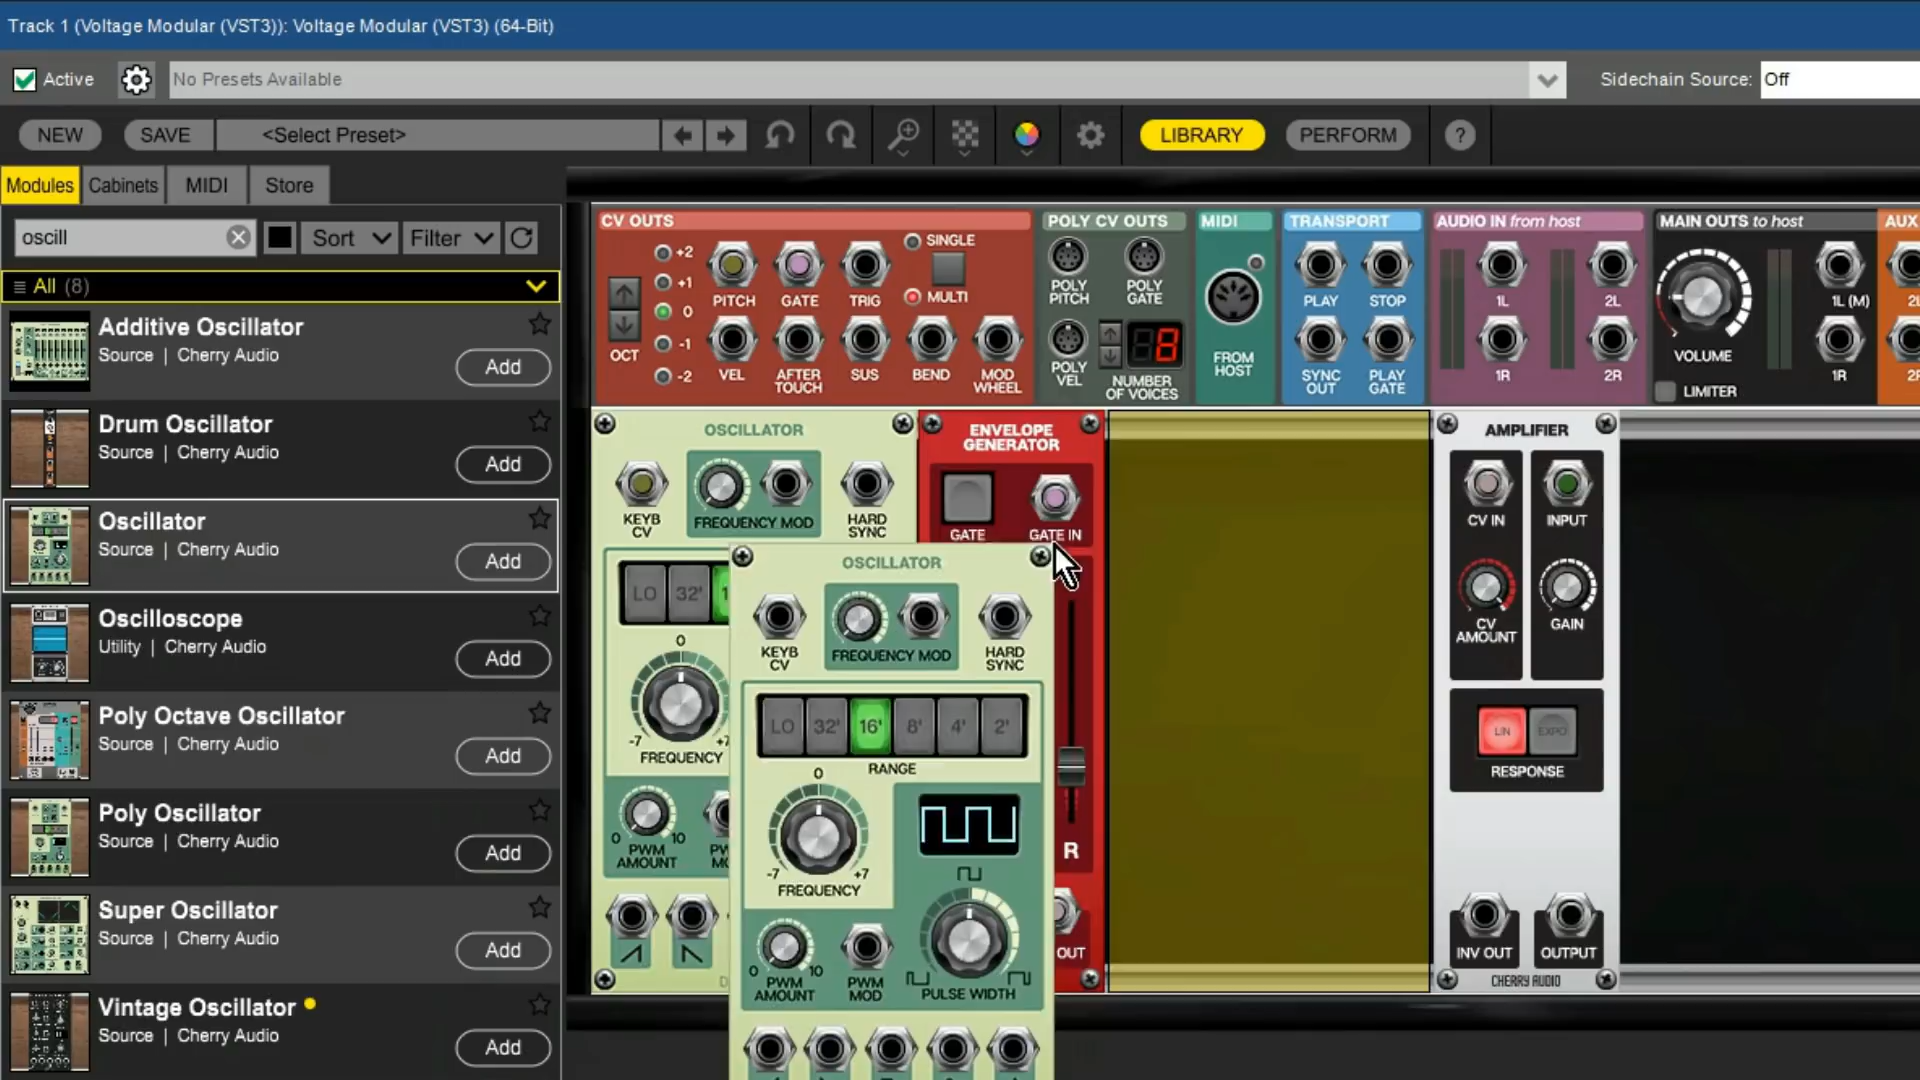 Track 1 (Voltage Modular (VST3)): Voltage Modular (VST3) (64-Bit)
Active
No Presets Available
Sidechain Source: Off
NEW
SAVE
<Select Preset>
LIBRARY
PERFORM
?
Modules
Cabinets
MIDI
Store
oscill
Sort
Filter
All (8)
Additive Oscillator
Source | Cherry Audio
Add
Drum Oscillator
Source | Cherry Audio
Add
Oscillator
Source | Cherry Audio
Add
Oscilloscope
Utility | Cherry Audio
Add
Poly Octave Oscillator
Source | Cherry Audio
Add
Poly Oscillator
Source | Cherry Audio
Add
Super Oscillator
Source | Cherry Audio
Add
Vintage Oscillator
Source | Cherry Audio
Add
CV OUTS
+2
+1
0
-1
-2
OCT
PITCH
GATE
TRIG
SINGLE
MULTI
VEL
AFTER
TOUCH
SUS
BEND
MOD
WHEEL
POLY CV OUTS
POLY
PITCH
POLY
GATE
POLY
VEL
8
NUMBER
OF VOICES
MIDI
FROM
HOST
TRANSPORT
PLAY
STOP
SYNC
OUT
PLAY
GATE
AUDIO IN from host
1L
2L
1R
2R
MAIN OUTS to host
VOLUME
LIMITER
1L (M)
1R
AUX
OSCILLATOR
KEYB
CV
FREQUENCY MOD
HARD
SYNC
LO
32'
0
-7
FREQUENCY
0
10
PWM
AMOUNT
ENVELOPE
GENERATOR
GATE
GATE IN
R
OUT
OSCILLATOR
KEYB
CV
FREQUENCY MOD
HARD
SYNC
LO
32'
16'
8'
4'
2'
RANGE
0
-7
+7
FREQUENCY
0
10
PWM
AMOUNT
PWM
MOD
PULSE WIDTH
AMPLIFIER
CV IN
INPUT
CV
AMOUNT
GAIN
LIN
EXPO
RESPONSE
INV OUT
OUTPUT
CHERRY AUDIO